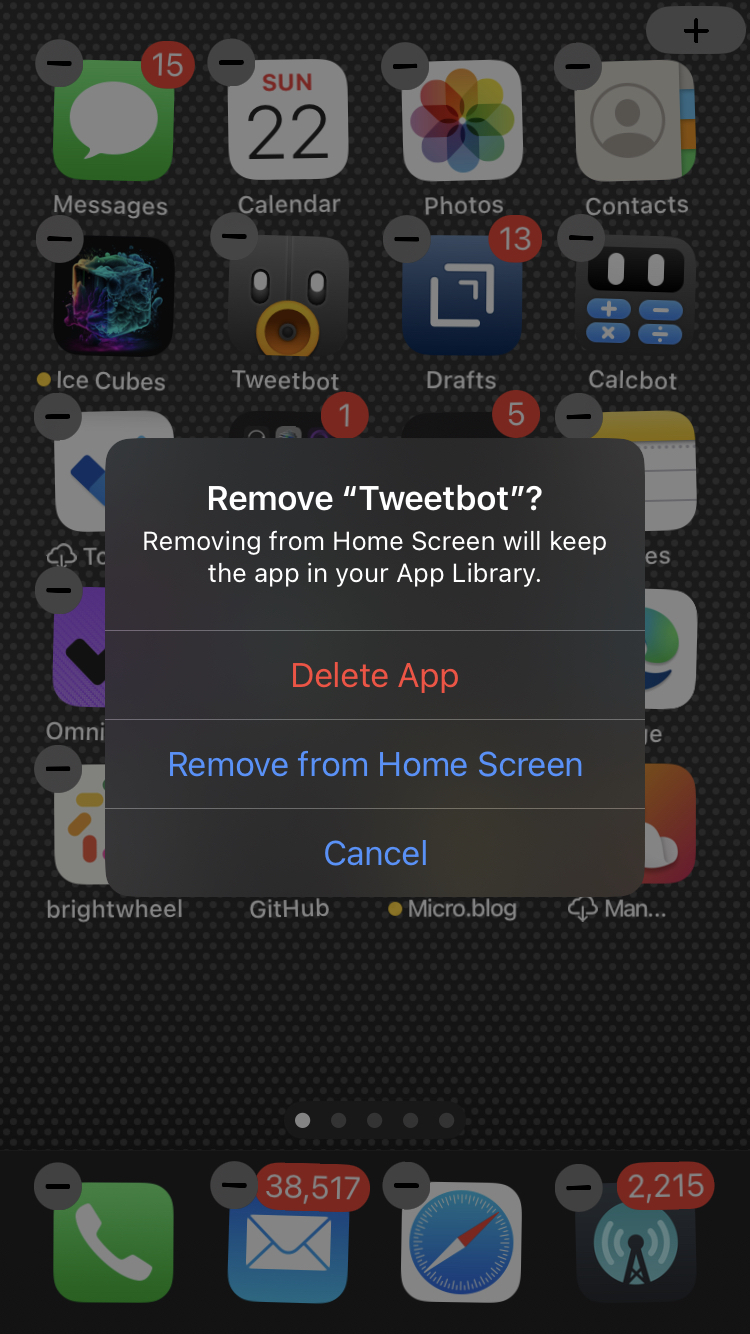 15
SUN
22
Messages
Calendar
Photos
Contacts
13
Ice Cubes
Tweetbot
Drafts
Calcbot
1
5
Remove “Tweetbot”?
Removing from Home Screen will keep
the app in your App Library.
To
es
Delete App
Omni
ge
Remove from Home Screen
Cancel
brightwheel
GitHub
Micro.blog
Man...
38,517
2,215